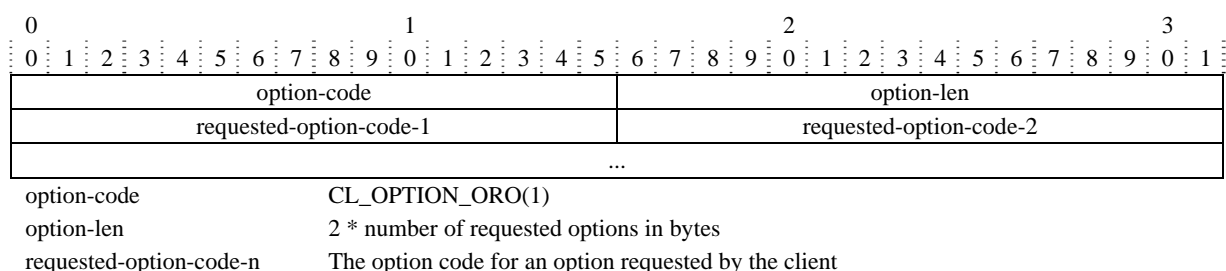 0 1 2 3
0 1 2 3 4 5 6 7 8 9 0 1 2 3 4 5 6 7 8 9 0 1 2 3 4 5 6 7 8 9 0 1
option-code option-len
requested-option-code-1 requested-option-code-2
...
option-code CL_OPTION_ORO(1)
option-len 2 * number of requested options in bytes
requested-option-code-n The option code for an option requested by the client